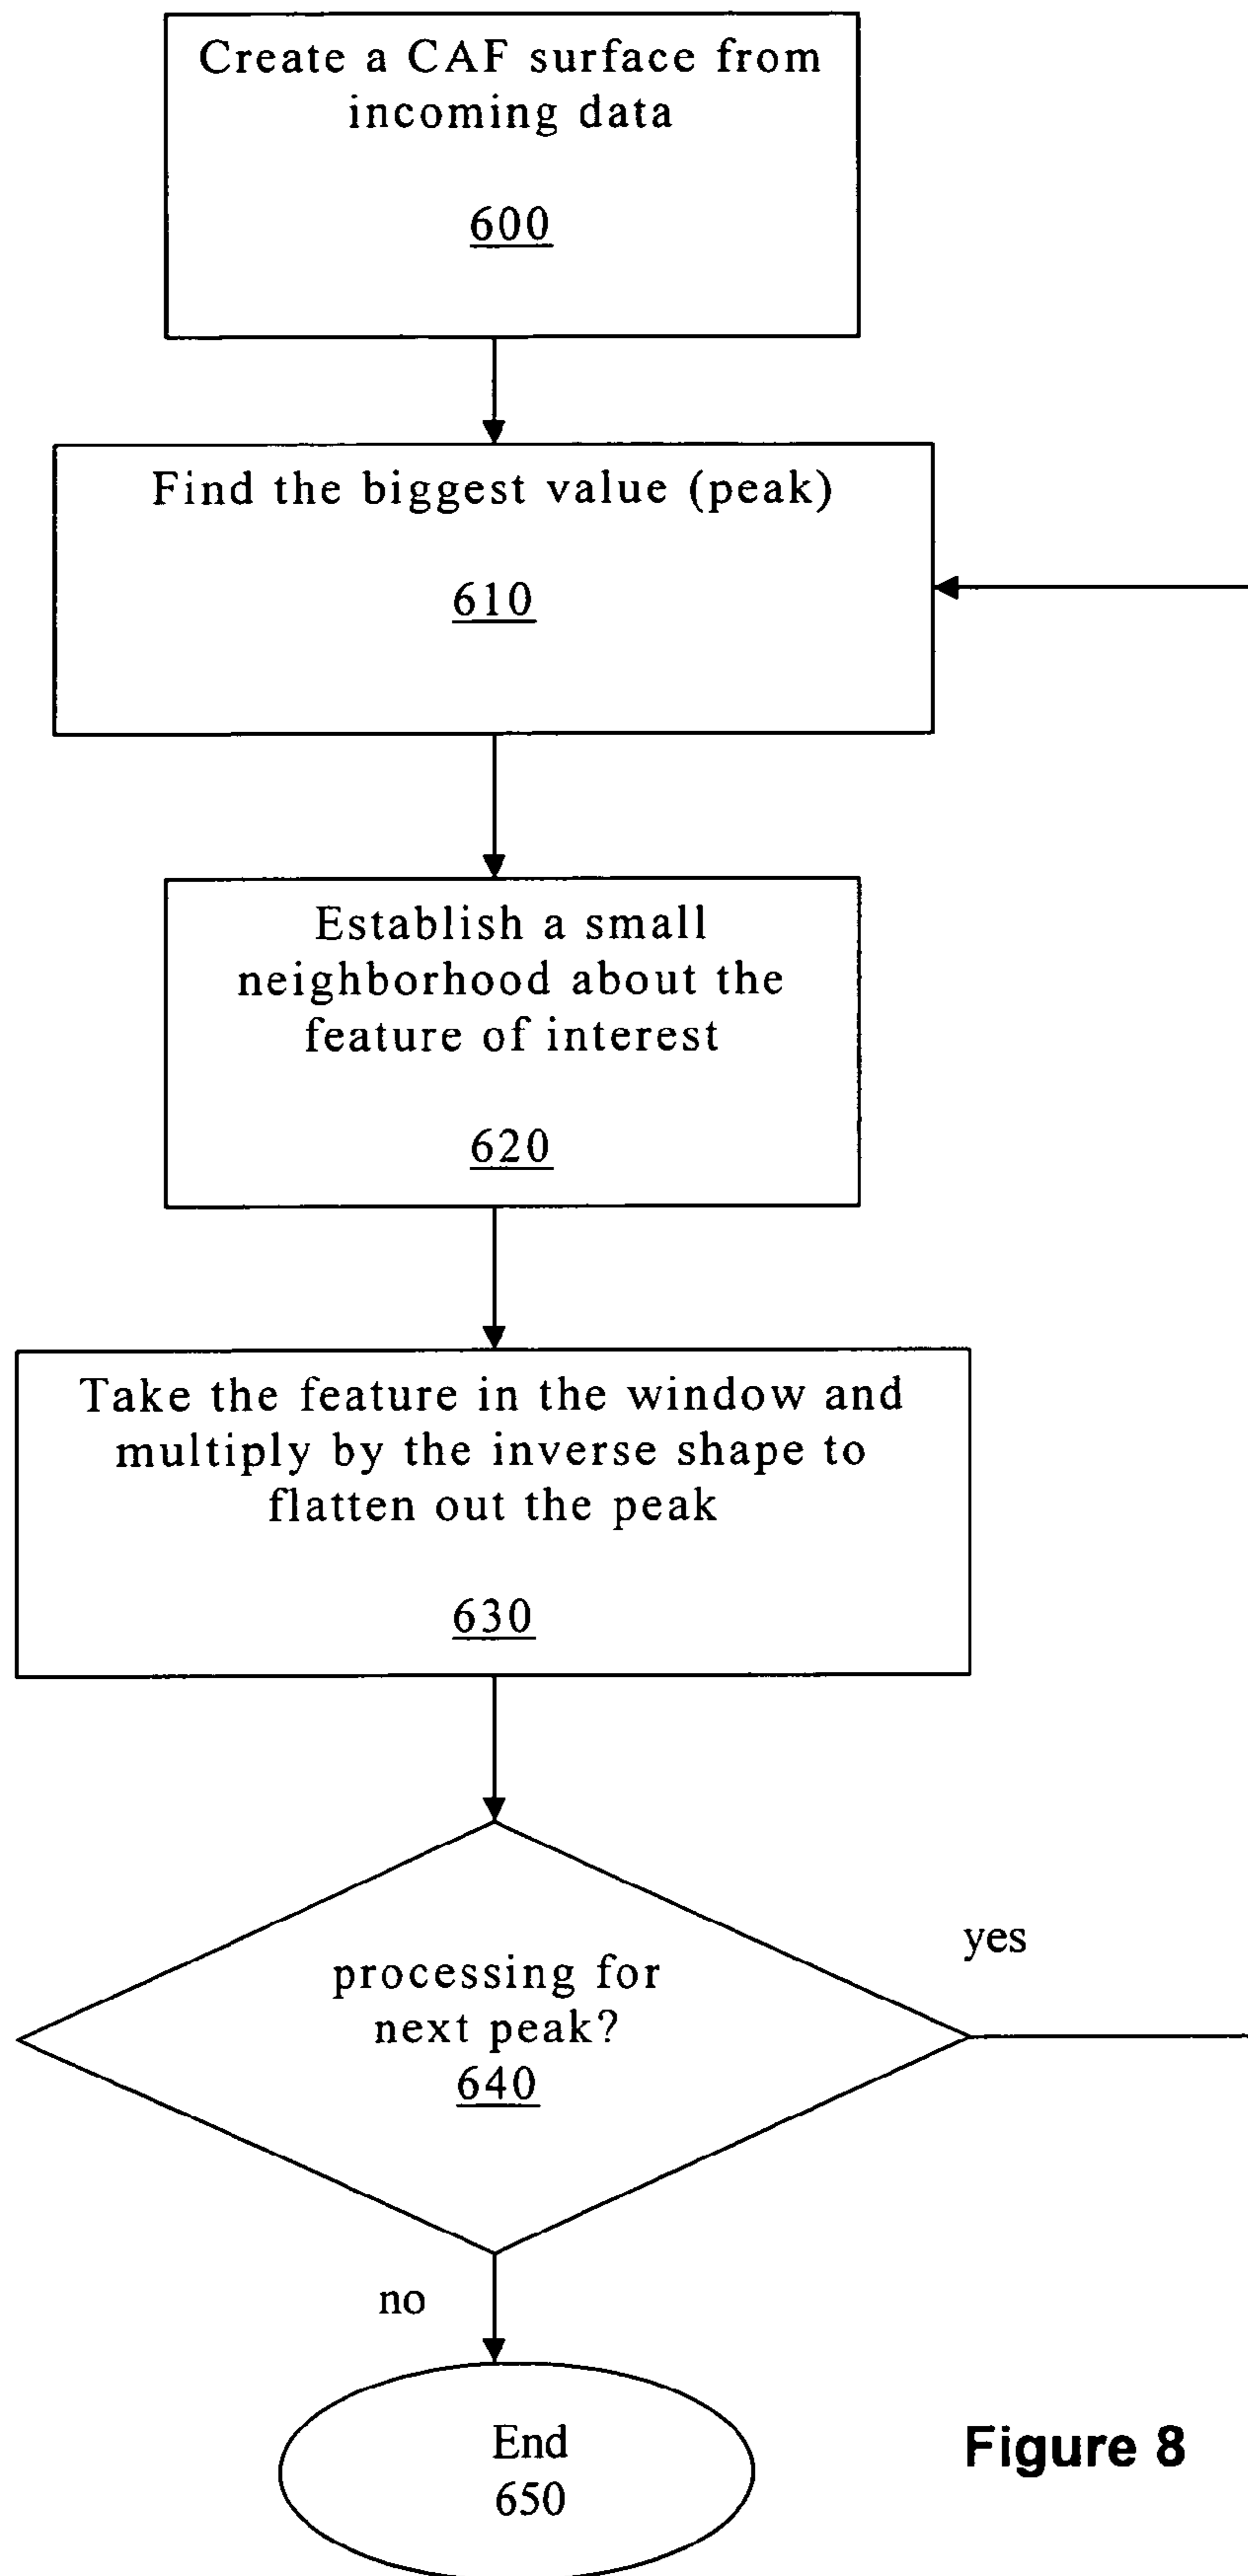 Create a CAF surface from
incoming data
600
Find the biggest value (peak)
610
Establish a small
neighborhood about the
feature of interest
620
Take the feature in the window and
multiply by the inverse shape to
flatten out the peak
630
processing for
next peak?
640
yes
no
End
650
Figure 8